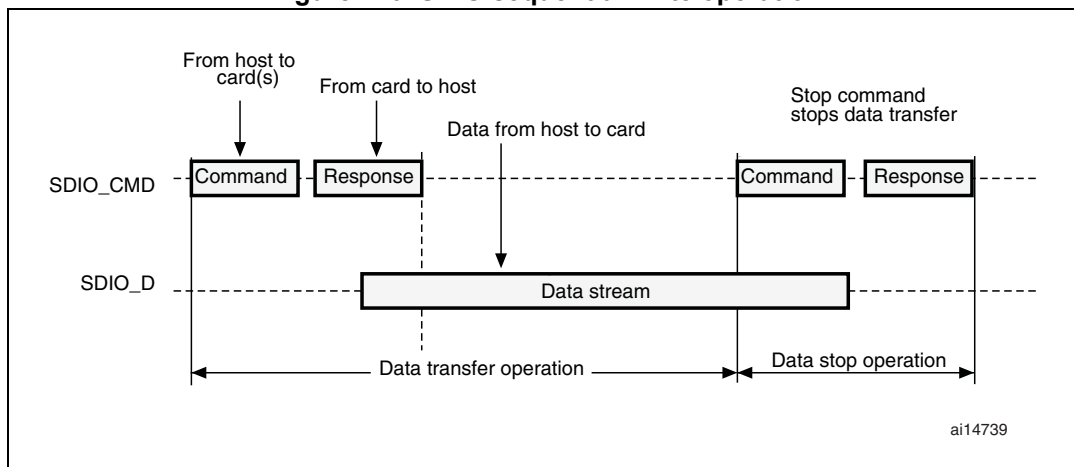 From host to
card(s)
From card to host
Data from host to card
Stop command
stops data transfer
SDIO_CMD
Command
Response
Command
Response
SDIO_D
Data stream
Data transfer operation
Data stop operation
ai14739